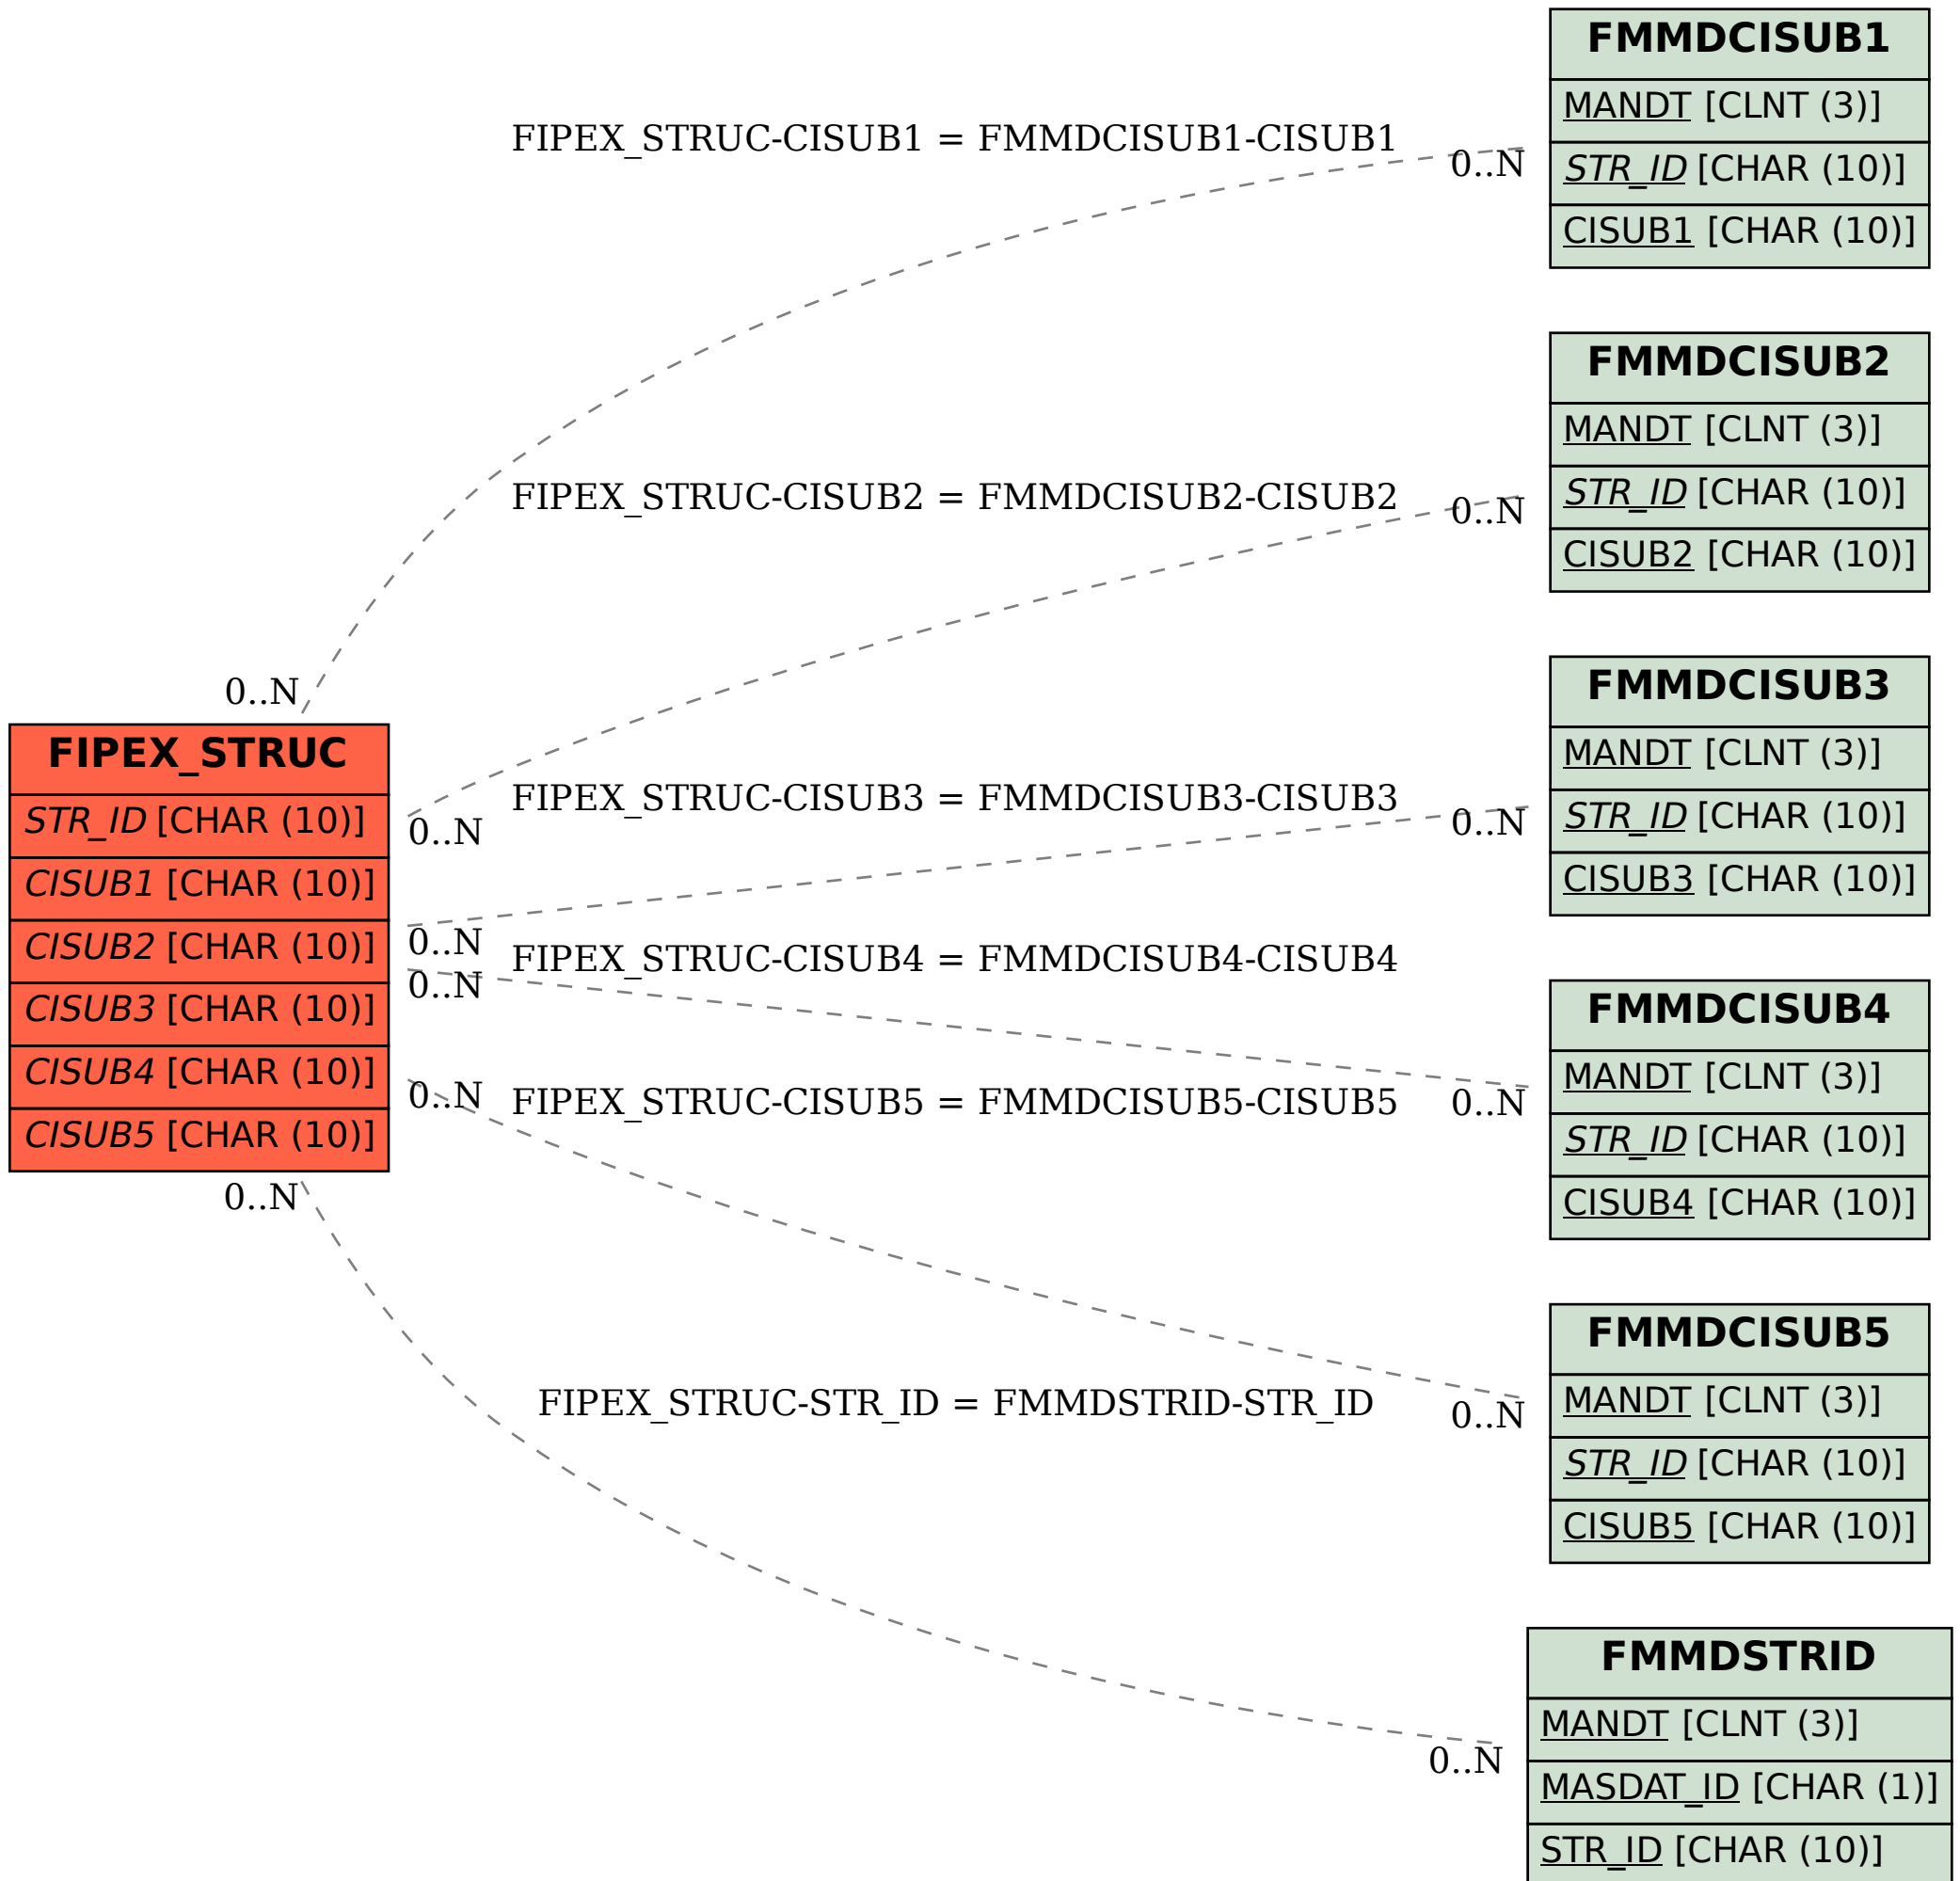 FMMDCISUB1
MANDT [CLNT (3)]
STR_ID [CHAR (10)]
CISUB1 [CHAR (10)]
FIPEX_STRUC-CISUB1 = FMMDCISUB1-CISUB1
0..N
0..N
FMMDCISUB2
MANDT [CLNT (3)]
STR_ID [CHAR (10)]
CISUB2 [CHAR (10)]
FIPEX_STRUC-CISUB2 = FMMDCISUB2-CISUB2
0..N
0..N
FMMDCISUB3
MANDT [CLNT (3)]
STR_ID [CHAR (10)]
CISUB3 [CHAR (10)]
FIPEX_STRUC-CISUB3 = FMMDCISUB3-CISUB3
0..N
0..N
FIPEX_STRUC
STR_ID [CHAR (10)]
CISUB1 [CHAR (10)]
CISUB2 [CHAR (10)]
CISUB3 [CHAR (10)]
CISUB4 [CHAR (10)]
CISUB5 [CHAR (10)]
FIPEX_STRUC-CISUB4 = FMMDCISUB4-CISUB4
0..N
0..N
FMMDCISUB4
MANDT [CLNT (3)]
STR_ID [CHAR (10)]
CISUB4 [CHAR (10)]
FIPEX_STRUC-CISUB5 = FMMDCISUB5-CISUB5
0..N
0..N
FMMDCISUB5
MANDT [CLNT (3)]
STR_ID [CHAR (10)]
CISUB5 [CHAR (10)]
FIPEX_STRUC-STR_ID = FMMDSTRID-STR_ID
0..N
0..N
FMMDSTRID
MANDT [CLNT (3)]
MASDAT_ID [CHAR (1)]
STR_ID [CHAR (10)]